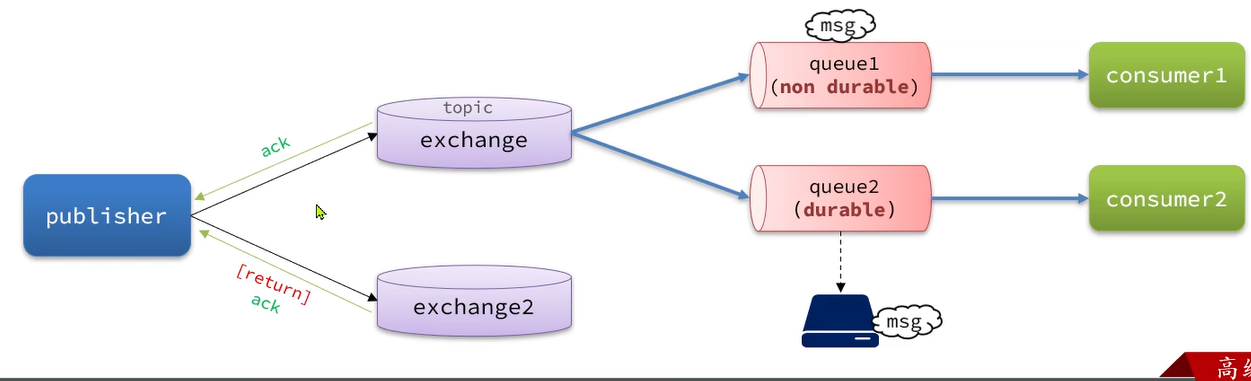 msg
queue1
(non durable)
consumer1
topic
exchange
ack
publisher
queue2
(durable)
consumer2
[return]
ack
exchange2
msg
高